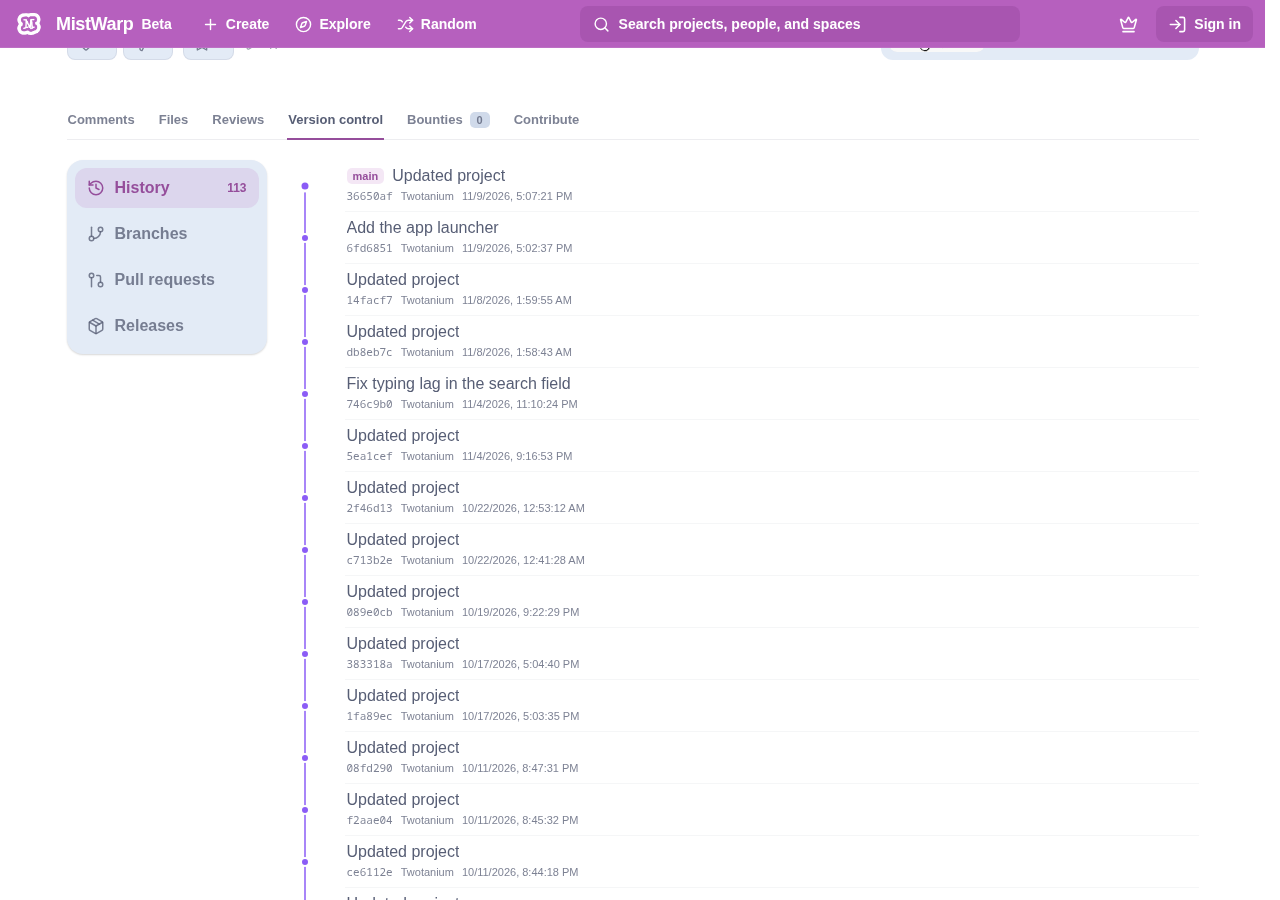 MistWarp Beta Create Explore Random Search projects, people, and spaces Sign in
Comments Files Reviews Version control Bounties 0 Contribute
History 113
Branches
Pull requests
Releases
main Updated project
36650af Twotanium 11/9/2026, 5:07:21 PM
Add the app launcher
6fd6851 Twotanium 11/9/2026, 5:02:37 PM
Updated project
14facf7 Twotanium 11/8/2026, 1:59:55 AM
Updated project
db8eb7c Twotanium 11/8/2026, 1:58:43 AM
Fix typing lag in the search field
746c9b0 Twotanium 11/4/2026, 11:10:24 PM
Updated project
5ea1cef Twotanium 11/4/2026, 9:16:53 PM
Updated project
2f46d13 Twotanium 10/22/2026, 12:53:12 AM
Updated project
c713b2e Twotanium 10/22/2026, 12:41:28 AM
Updated project
089e0cb Twotanium 10/19/2026, 9:22:29 PM
Updated project
383318a Twotanium 10/17/2026, 5:04:40 PM
Updated project
1fa89ec Twotanium 10/17/2026, 5:03:35 PM
Updated project
08fd290 Twotanium 10/11/2026, 8:47:31 PM
Updated project
f2aae04 Twotanium 10/11/2026, 8:45:32 PM
Updated project
ce6112e Twotanium 10/11/2026, 8:44:18 PM